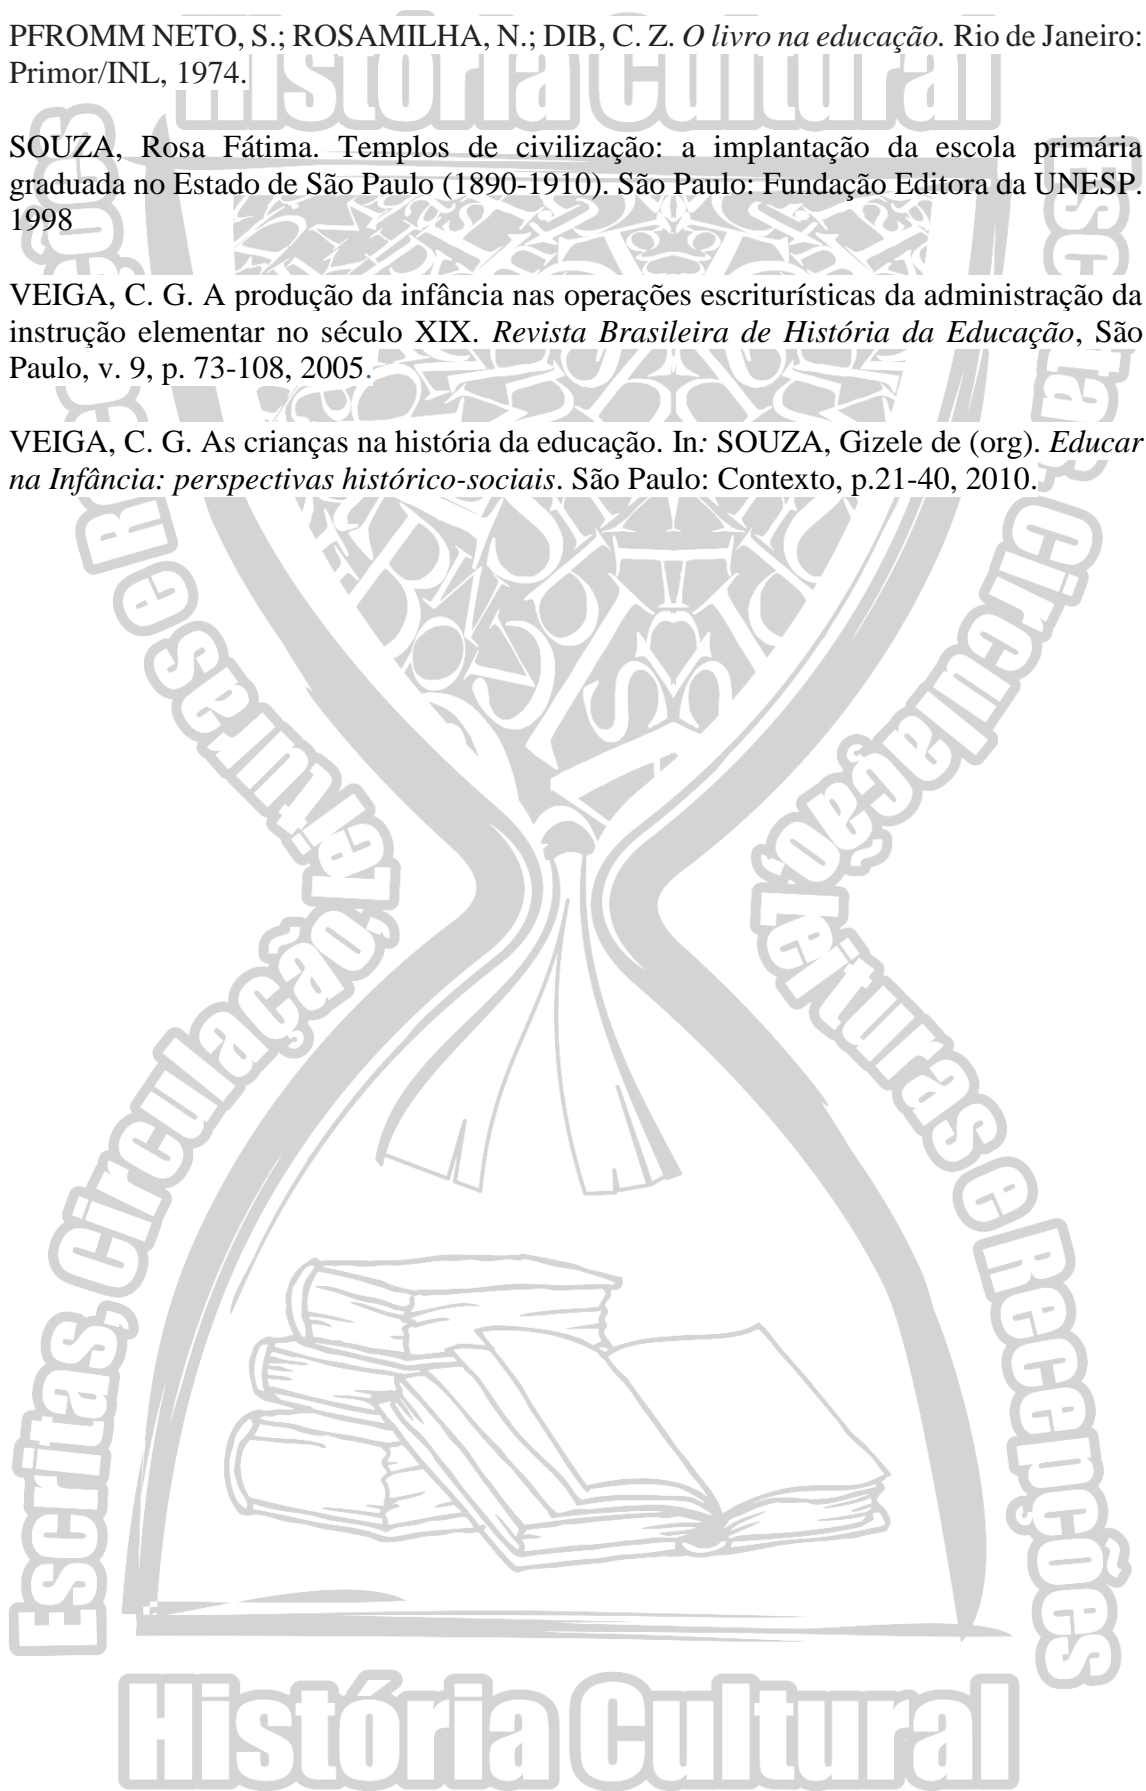 História Cultural
PFROMM NETO, S.; ROSAMILHA, N.; DIB, C. Z. O livro na educação. Rio de Janeiro:
Primor/INL, 1974.
SOUZA, Rosa Fátima. Templos de civilização: a implantação da escola primária
graduada no Estado de São Paulo (1890-1910). São Paulo: Fundação Editora da UNESP.
1998
VEIGA, C. G. A produção da infância nas operações escriturísticas da administração da
instrução elementar no século XIX. Revista Brasileira de História da Educação, São
Paulo, v. 9, p. 73-108, 2005.
VEIGA, C. G. As crianças na história da educação. In: SOUZA, Gizele de (org). Educar
na Infância: perspectivas histórico-sociais. São Paulo: Contexto, p.21-40, 2010.
Escritas, Circulação, Leituras e Recepções
Escritas, Circulação, Leituras e Recepções
História Cultural